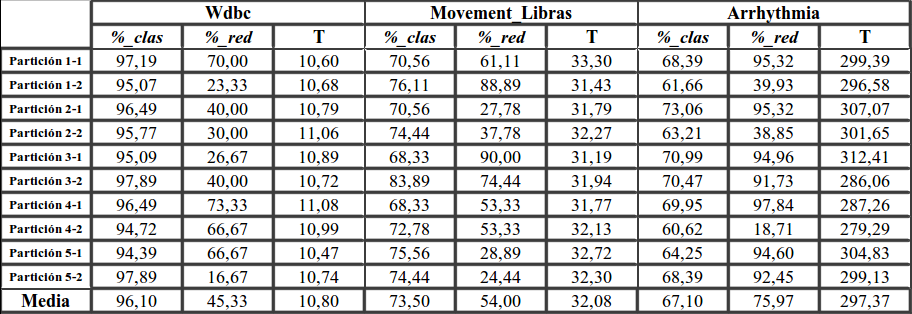 Wdbc Movement_Libras Arrhythmia
%_clas %_red T %_clas %_red T %_clas %_red T
Partición 1-1 97,19 70,00 10,60 70,56 61,11 33,30 68,39 95,32 299,39
Partición 1-2 95,07 23,33 10,68 76,11 88,89 31,43 61,66 39,93 296,58
Partición 2-1 96,49 40,00 10,79 70,56 27,78 31,79 73,06 95,32 307,07
Partición 2-2 95,77 30,00 11,06 74,44 37,78 32,27 63,21 38,85 301,65
Partición 3-1 95,09 26,67 10,89 68,33 90,00 31,19 70,99 94,96 312,41
Partición 3-2 97,89 40,00 10,72 83,89 74,44 31,94 70,47 91,73 286,06
Partición 4-1 96,49 73,33 11,08 68,33 53,33 31,77 69,95 97,84 287,26
Partición 4-2 94,72 66,67 10,99 72,78 53,33 32,13 60,62 18,71 279,29
Partición 5-1 94,39 66,67 10,47 75,56 28,89 32,72 64,25 94,60 304,83
Partición 5-2 97,89 16,67 10,74 74,44 24,44 32,30 68,39 92,45 299,13
Media 96,10 45,33 10,80 73,50 54,00 32,08 67,10 75,97 297,37